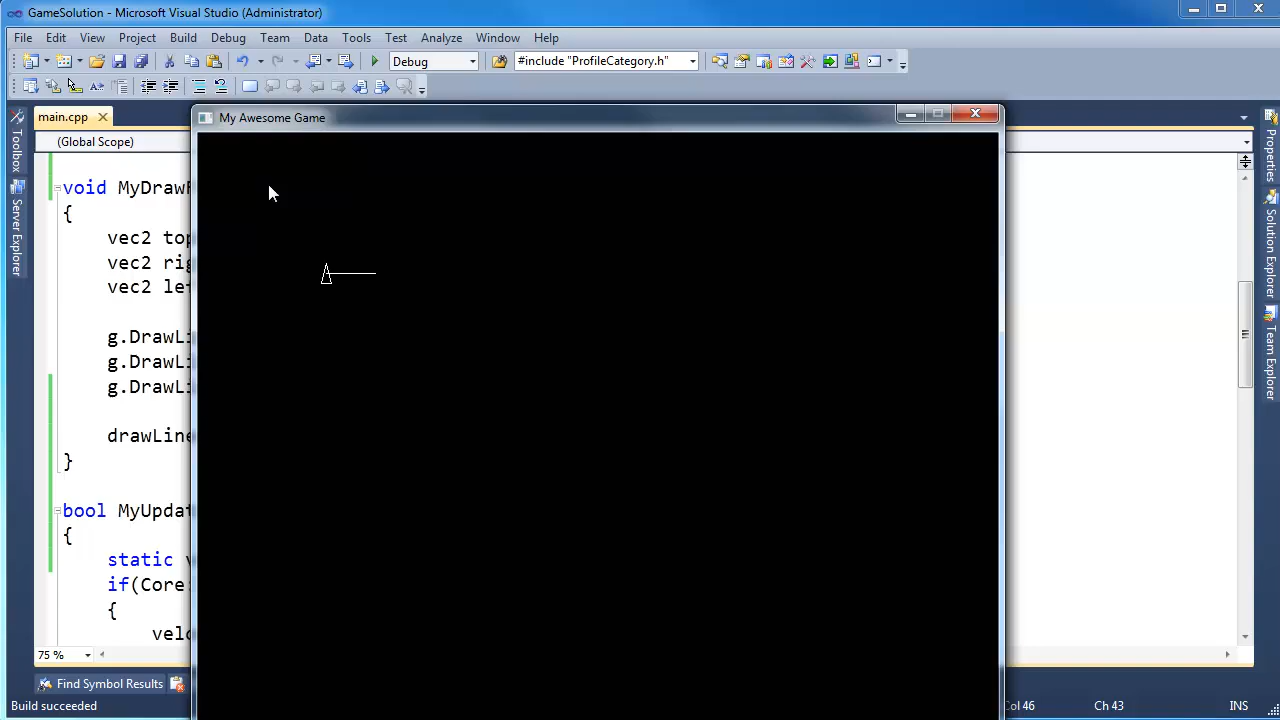 GameSolution - Microsoft Visual Studio (Administrator)
File Edit View Project Build Debug Team Data Tools Test Analyze Window Help
Debug #include "ProfileCategory.h"
main.cpp
My Awesome Game
(Global Scope)
Toolbox
Server Explorer
Properties
Solution Explorer
Team Explorer
void MyDraw
{
vec2 top
vec2 ri
vec2 le
g.DrawLi
g.DrawLi
g.DrawLi
drawLine
}
bool MyUpda
{
static
if(Core
{
velo
75 %
Find Symbol Results
Build succeeded Col 46 Ch 43 INS